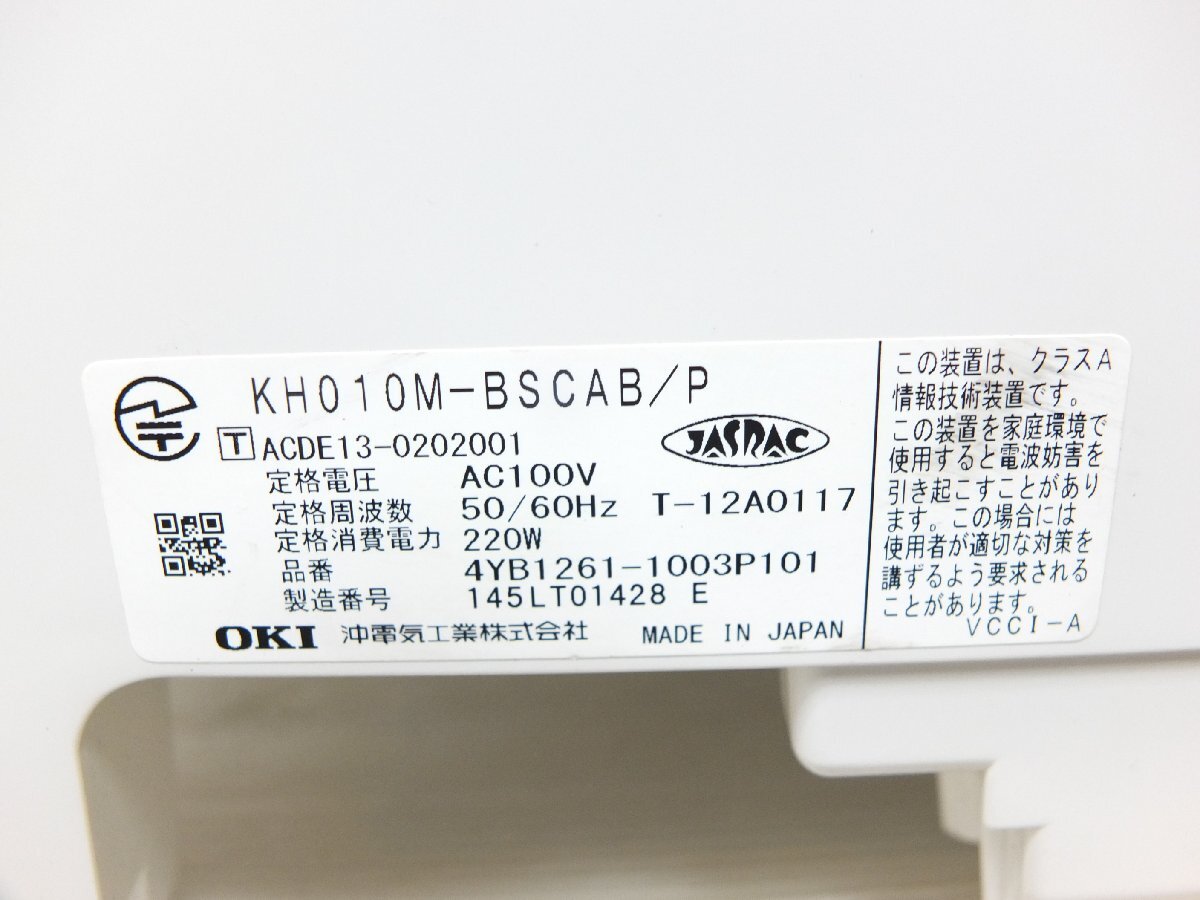 KH010M-BSCAB/P
T ACDE13-0202001
JASRAC
定格電圧 AC100V
定格周波数 50/60Hz T-12A0117
定格消費電力 220W
品番 4YB1261-1003P101
製造番号 145LT01428 E
OKI 沖電気工業株式会社 MADE IN JAPAN
この装置は、クラスA
情報技術装置です。
この装置を家庭環境で
使用すると電波妨害を
引き起こすことがあり
ます。この場合には
使用者が適切な対策を
講ずるよう要求される
ことがあります。
VCCI-A